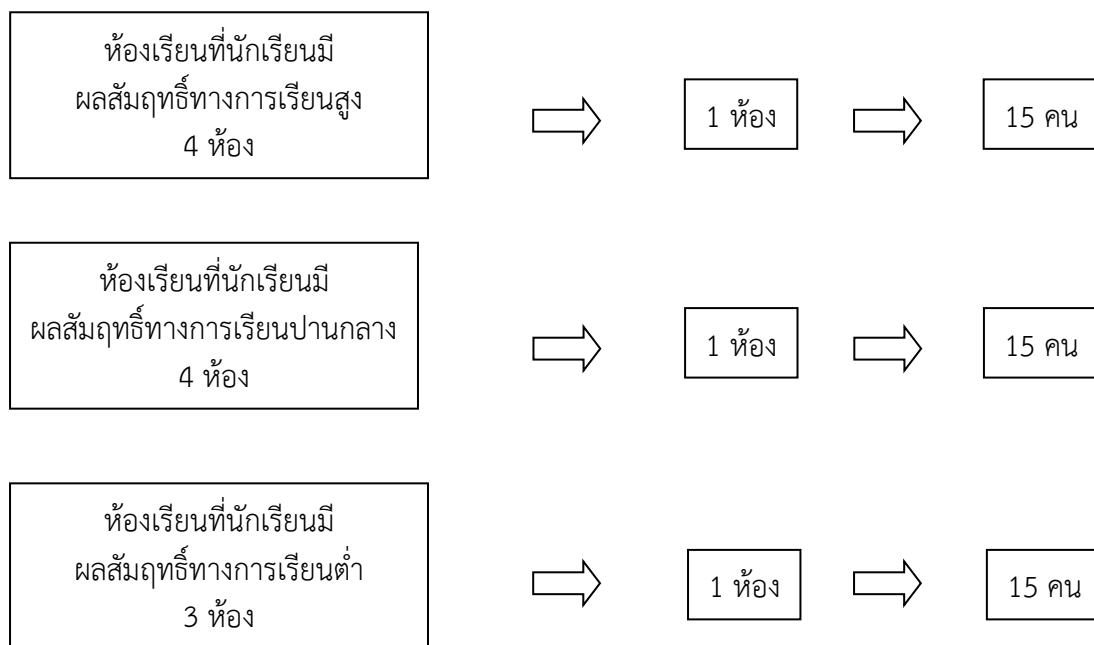 ห้องเรียนที่นักเรียนมี
ผลสัมฤทธิ์ทางการเรียนสูง
4 ห้อง
1 ห้อง
15 คน
ห้องเรียนที่นักเรียนมี
ผลสัมฤทธิ์ทางการเรียนปานกลาง
4 ห้อง
1 ห้อง
15 คน
ห้องเรียนที่นักเรียนมี
ผลสัมฤทธิ์ทางการเรียนต่ำ
3 ห้อง
1 ห้อง
15 คน